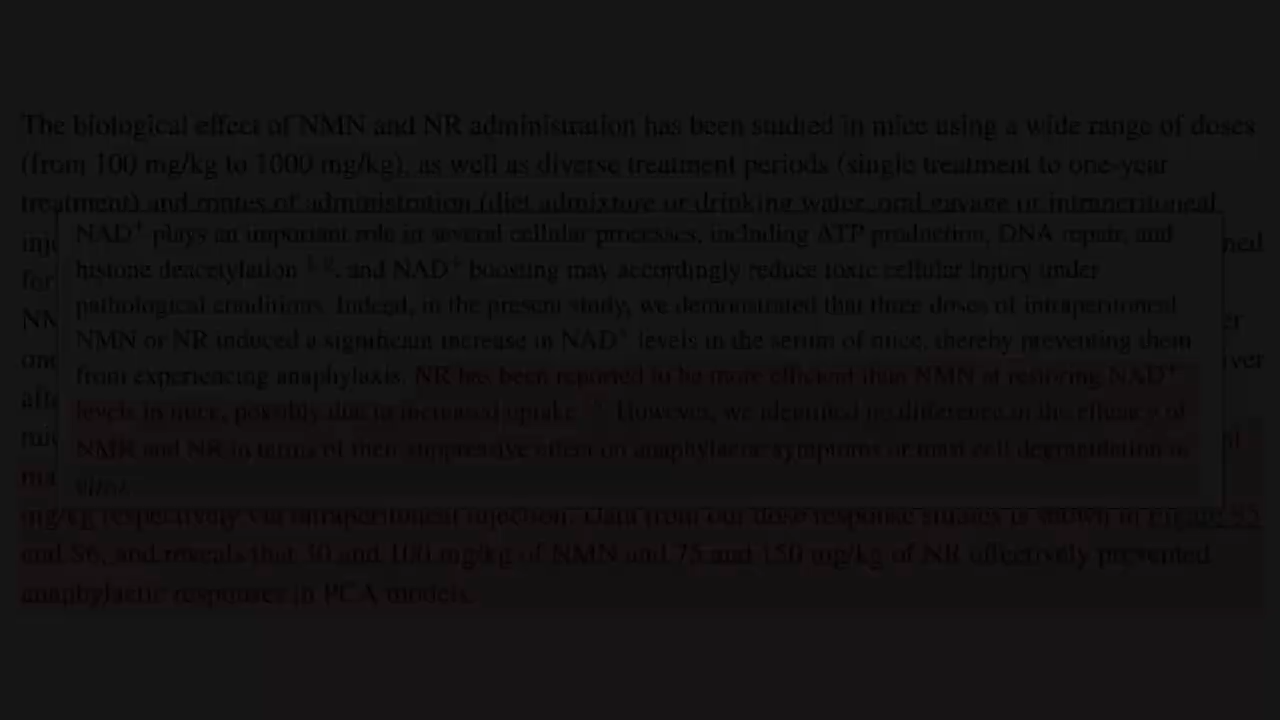 The biological effect of NMN and NR administration has been studied in mice using a wide range of doses
(from 100 mg/kg to 1000 mg/kg), as well as diverse treatment periods (single treatment to one-year
treatment) and routes of administration (diet admixture or drinking water, oral gavage or intraperitoneal
NAD+ plays an important role in several cellular processes, including ATP production, DNA repair, and
histone deacetylation and NAD+ boosting may accordingly reduce toxic cellular injury under
pathological conditions. Indeed, in the present study, we demonstrated that three doses of intraperitoneal
NMN or NR induced a significant increase in NAD+ levels in the serum of mice, thereby preventing them
from experiencing anaphylaxis. NR has been reported to be more efficient than NMN at restoring NAD+
levels in mice, possibly due to increased uptake However, we identified no difference in the efficacy of
NMR and NR in terms of their suppressive effect on anaphylactic symptoms or mast cell degranulation in
vitro.
mg/kg respectively via intraperitoneal injection. Data from our dose response studies is shown in Figure S5
and S6, and reveals that 30 and 100 mg/kg of NMN and 75 and 150 mg/kg of NR effectively prevented
anaphylactic responses in PCA models.